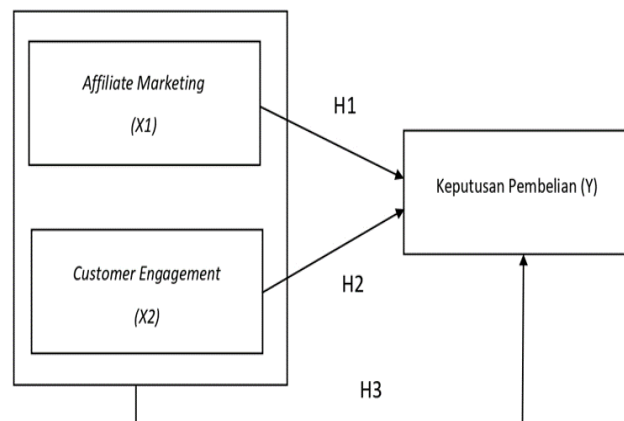 Affiliate Marketing
(X1)
H1
Keputusan Pembelian (Y)
Customer Engagement
(X2)
H2
H3